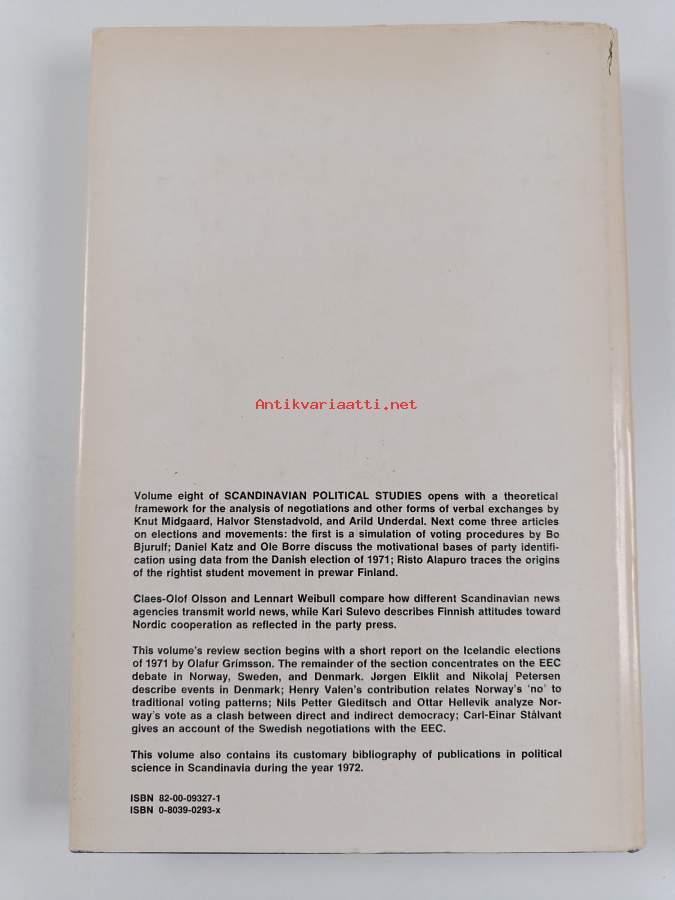 Antikvariaatti.net
Volume eight of SCANDINAVIAN POLITICAL STUDIES opens with a theoretical
framework for the analysis of negotiations and other forms of verbal exchanges by
Knut Midgaard, Halvor Stenstadvold, and Arild Underdal. Next come three articles
on elections and movements: the first is a simulation of voting procedures by Bo
Bjurulf; Daniel Katz and Ole Borre discuss the motivational bases of party identifi-
cation using data from the Danish election of 1971; Risto Alapuro traces the origins
of the rightist student movement in prewar Finland.
Claes-Olof Olsson and Lennart Weibull compare how different Scandinavian news
agencies transmit world news, while Kari Sulevo describes Finnish attitudes toward
Nordic cooperation as reflected in the party press.
This volume's review section begins with a short report on the Icelandic elections
of 1971 by Olafur Grimsson. The remainder of the section concentrates on the EEC
debate in Norway, Sweden, and Denmark. Jørgen Elklit and Nikolaj Petersen
describe events in Denmark; Henry Valen's contribution relates Norway's 'no' to
traditional voting patterns; Nils Petter Gleditsch and Ottar Hellevik analyze Nor-
way's vote as a clash between direct and indirect democracy; Carl-Einar Stålvant
gives an account of the Swedish negotiations with the EEC.
This volume also contains its customary bibliography of publications in political
science in Scandinavia during the year 1972.
ISBN 82-00-09327-1
ISBN 0-8039-0293-x